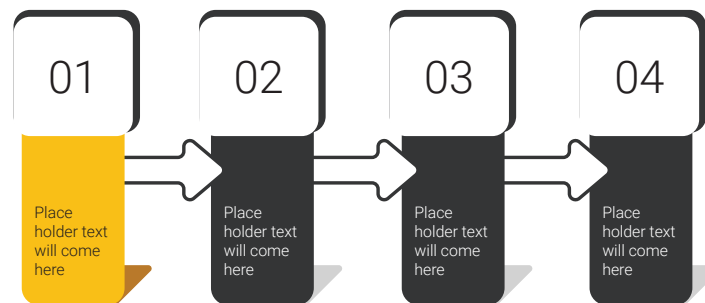 01
Place
holder text
will come
here
02
Place
holder text
will come
here
03
Place
holder text
will come
here
04
Place
holder text
will come
here